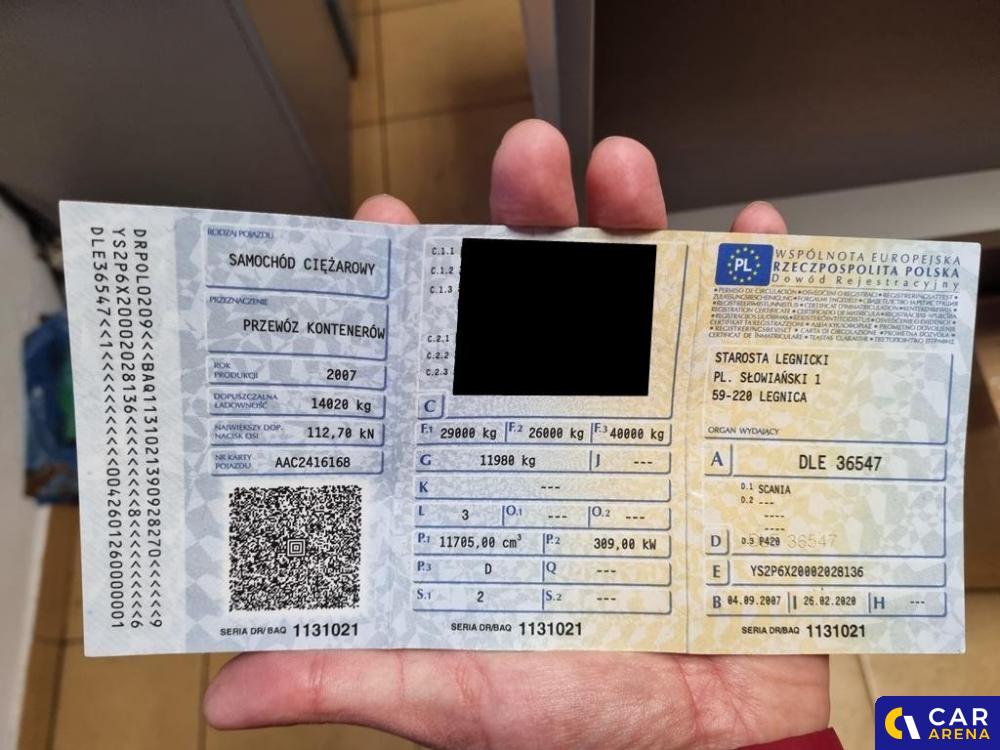 DRPOL0209<<BAQ1131021390928270<<<<<9
YS2P6X20002028136<<<<<<<<8<<<<<<<<<6
DLE36547<<1<<<<<<<<<<<00426012600000001
RODZAJ POJAZDU
SAMOCHÓD CIĘŻAROWY
PRZEZNACZENIE
PRZEWÓZ KONTENERÓW
ROK PRODUKCJI 2007
DOPUSZCZALNA ŁADOWNOŚĆ 14020 kg
NAJWIĘKSZY DOP. NACISK OSI 112,70 kN
NR KARTY POJAZDU AAC2416168
SERIA DR/BAQ 1131021
C.1.1
C.1.2
C.1.3
C.2.1
C.2.2
C.2.3
C
F.1 29000 kg F.2 26000 kg F.3 40000 kg
G 11980 kg J ---
K ---
L 3 O.1 --- O.2 ---
P.1 11705,00 cm³ P.2 309,00 kW
P.3 D Q ---
S.1 2 S.2 ---
SERIA DR/BAQ 1131021
PL
WSPÓLNOTA EUROPEJSKA
RZECZPOSPOLITA POLSKA
Dowód Rejestracyjny
STAROSTA LEGNICKI
PL. SŁOWIAŃSKI 1
59-220 LEGNICA
ORGAN WYDAJĄCY
A DLE 36547
D.1 SCANIA
D.2 ---
----
----
D D.3 P420 36547
E YS2P6X20002028136
B 04.09.2007 I 26.02.2020 H ---
SERIA DR/BAQ 1131021
CAR
ARENA